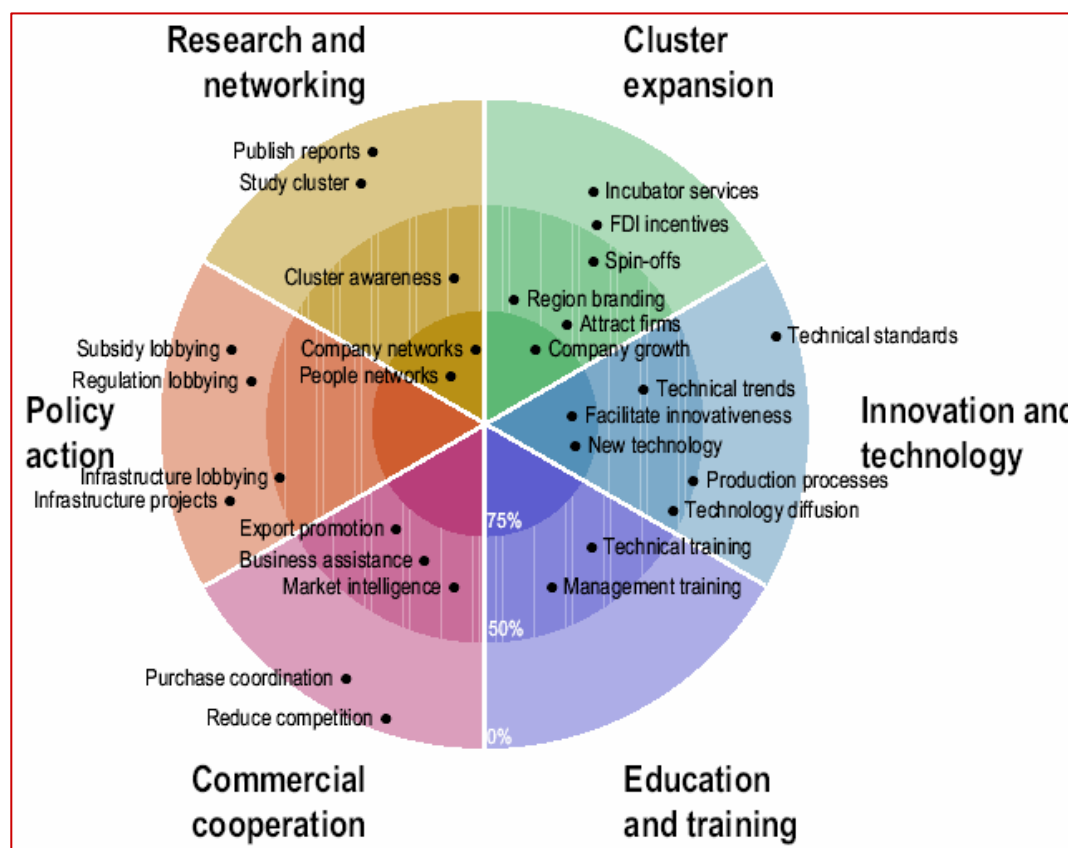 Research and
networking
Cluster
expansion
Publish reports
Study cluster
Incubator services
FDI incentives
Spin-offs
Cluster awareness
Region branding
Attract firms
Technical standards
Subsidy lobbying
Company networks
Company growth
Regulation lobbying
People networks
Technical trends
Policy
action
Facilitate innovativeness
Innovation and
technology
New technology
Infrastructure lobbying
Production processes
Infrastructure projects
Technology diffusion
75%
Export promotion
Technical training
Business assistance
Market intelligence
Management training
50%
Purchase coordination
Reduce competition
0%
Commercial
cooperation
Education
and training